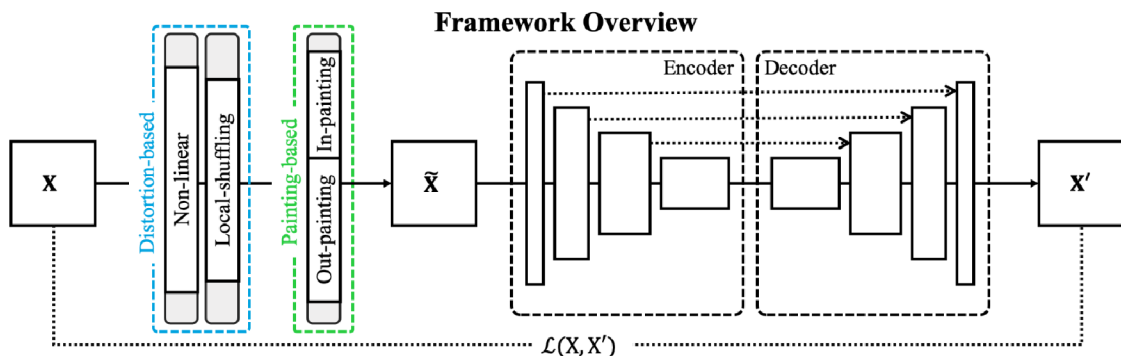 Framework Overview
X
Distortion-based
Non-linear
Local-shuffling
Painting-based
In-painting
Out-painting
X̃
Encoder
Decoder
X′
ℒ(X, X′)